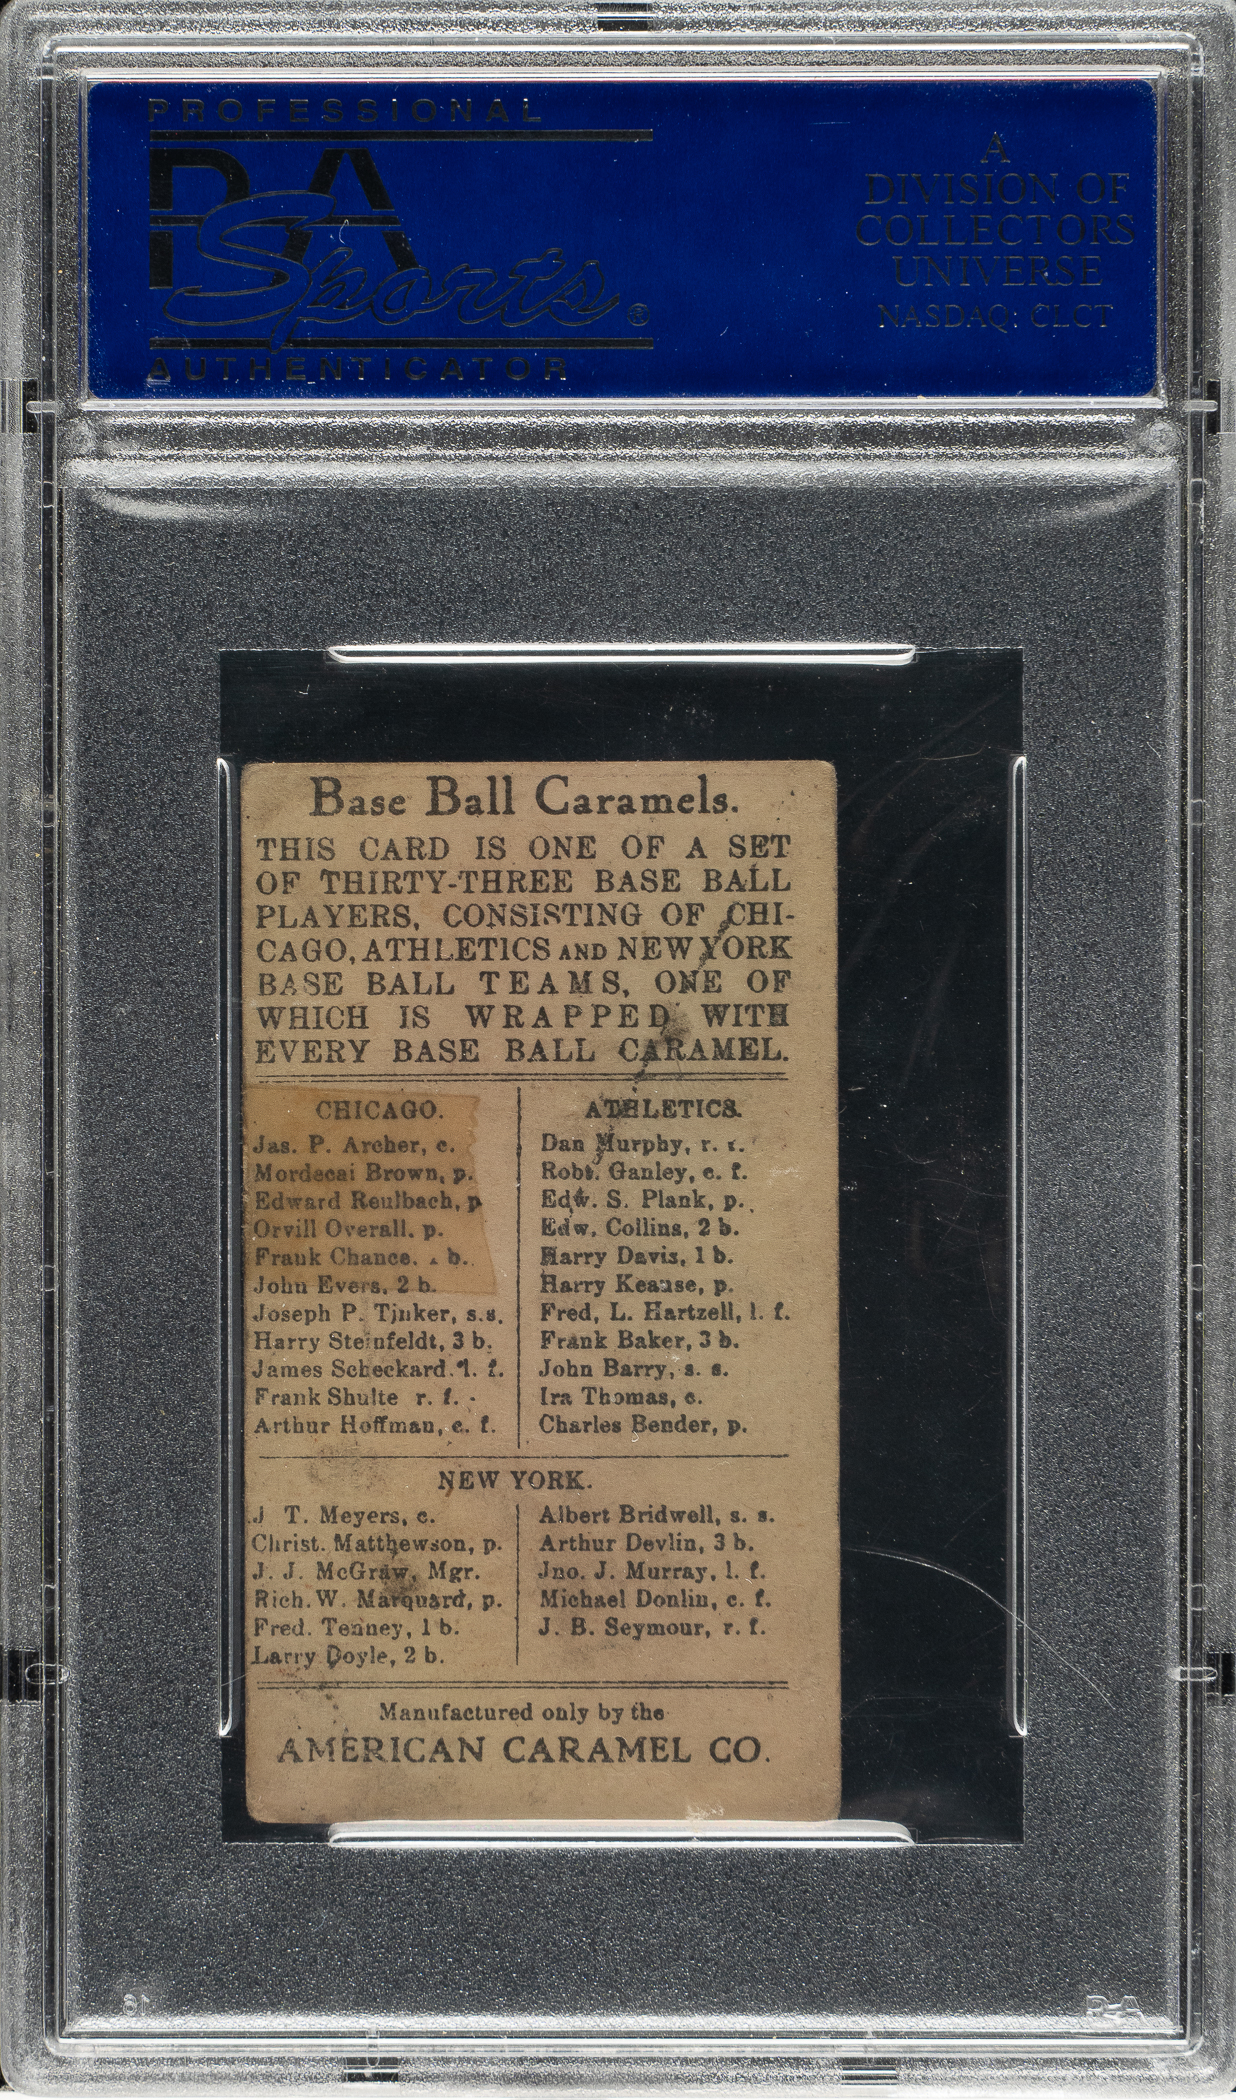 PROFESSIONAL
PSA
Sports
®
AUTHENTICATOR
A
DIVISION OF
COLLECTORS
UNIVERSE
NASDAQ: CLCT
Base Ball Caramels.
THIS CARD IS ONE OF A SET
OF THIRTY-THREE BASE BALL
PLAYERS, CONSISTING OF CHI-
CAGO, ATHLETICS AND NEW YORK
BASE BALL TEAMS, ONE OF
WHICH IS WRAPPED WITH
EVERY BASE BALL CARAMEL.
CHICAGO.
Jas. P. Archer, c.
Mordecai Brown, p.
Edward Reulbach, p
Orvill Overall, p.
Frank Chance, b.
John Evers, 2 b.
Joseph P. Tinker, s.s.
Harry Steinfeldt, 3 b.
James Scheckard. l. f.
Frank Shulte r. f.
Arthur Hoffman, c. f.
ATHLETICS.
Dan Murphy, r. f.
Robt. Ganley, c. f.
Edw. S. Plank, p.
Edw. Collins, 2 b.
Harry Davis, 1 b.
Harry Keause, p.
Fred, L. Hartzell, l. f.
Frank Baker, 3 b.
John Barry, s. s.
Ira Thomas, c.
Charles Bender, p.
NEW YORK.
J T. Meyers, c.
Christ. Matthewson, p.
J. J. McGraw, Mgr.
Rich. W. Marquard, p.
Fred. Tenney, 1 b.
Larry Doyle, 2 b.
Albert Bridwell, s. s.
Arthur Devlin, 3 b.
Jno. J. Murray, l. f.
Michael Donlin, c. f.
J. B. Seymour, r. f.
Manufactured only by the
AMERICAN CARAMEL CO.